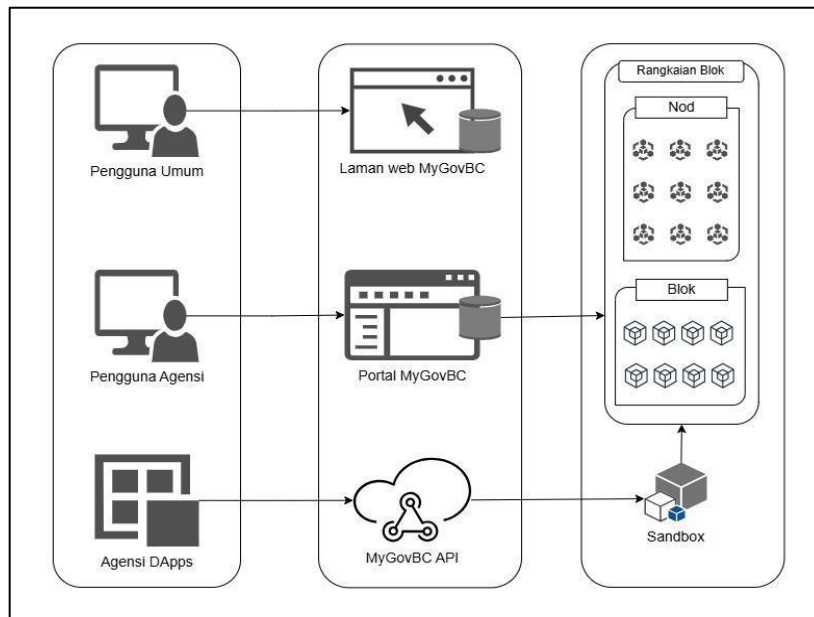 Pengguna Umum
Laman web MyGovBC
Rangkaian Blok
Nod
Pengguna Agensi
Portal MyGovBC
Blok
Agensi DApps
MyGovBC API
Sandbox